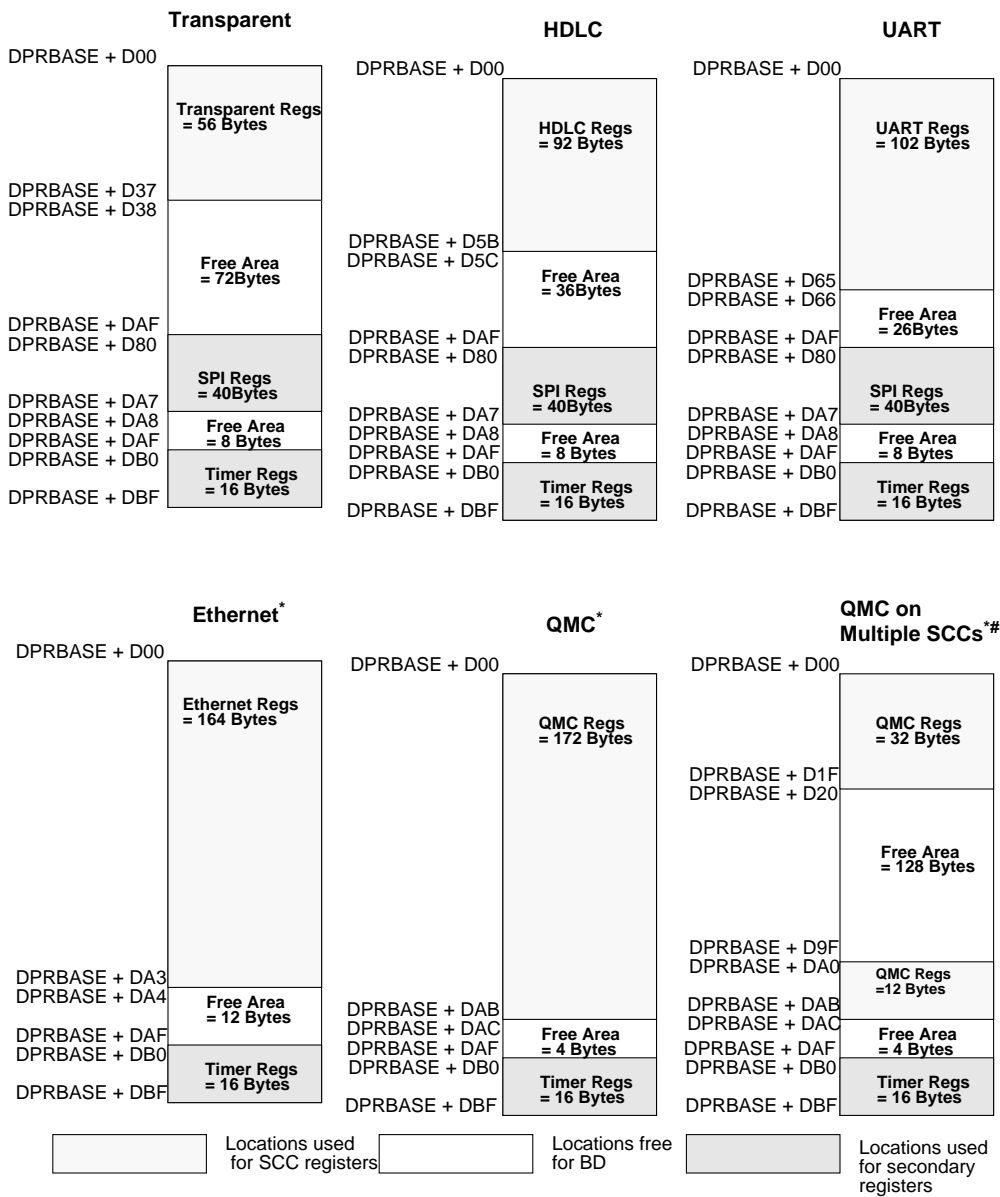 Transparent
DPRBASE + D00
Transparent Regs
= 56 Bytes
DPRBASE + D37
DPRBASE + D38
Free Area
= 72Bytes
DPRBASE + DAF
DPRBASE + D80
SPI Regs
= 40Bytes
DPRBASE + DA7
DPRBASE + DA8
Free Area
= 8 Bytes
DPRBASE + DAF
DPRBASE + DB0
Timer Regs
= 16 Bytes
DPRBASE + DBF
HDLC
DPRBASE + D00
HDLC Regs
= 92 Bytes
DPRBASE + D5B
DPRBASE + D5C
Free Area
= 36Bytes
DPRBASE + DAF
DPRBASE + D80
SPI Regs
= 40Bytes
DPRBASE + DA7
DPRBASE + DA8
Free Area
= 8 Bytes
DPRBASE + DAF
DPRBASE + DB0
Timer Regs
= 16 Bytes
DPRBASE + DBF
UART
DPRBASE + D00
UART Regs
= 102 Bytes
DPRBASE + D65
DPRBASE + D66
Free Area
= 26Bytes
DPRBASE + DAF
DPRBASE + D80
SPI Regs
= 40Bytes
DPRBASE + DA7
DPRBASE + DA8
Free Area
= 8 Bytes
DPRBASE + DAF
DPRBASE + DB0
Timer Regs
= 16 Bytes
DPRBASE + DBF
Ethernet*
DPRBASE + D00
Ethernet Regs
= 164 Bytes
DPRBASE + DA3
DPRBASE + DA4
Free Area
= 12 Bytes
DPRBASE + DAF
DPRBASE + DB0
Timer Regs
= 16 Bytes
DPRBASE + DBF
QMC*
DPRBASE + D00
QMC Regs
= 172 Bytes
DPRBASE + DAB
DPRBASE + DAC
Free Area
= 4 Bytes
DPRBASE + DAF
DPRBASE + DB0
Timer Regs
= 16 Bytes
DPRBASE + DBF
QMC on
Multiple SCCs*#
DPRBASE + D00
QMC Regs
= 32 Bytes
DPRBASE + D1F
DPRBASE + D20
Free Area
= 128 Bytes
DPRBASE + D9F
DPRBASE + DA0
QMC Regs
=12 Bytes
DPRBASE + DAB
DPRBASE + DAC
Free Area
= 4 Bytes
DPRBASE + DAF
DPRBASE + DB0
Timer Regs
= 16 Bytes
DPRBASE + DBF
Locations used
for SCC registers
Locations free
for BD
Locations used
for secondary
registers